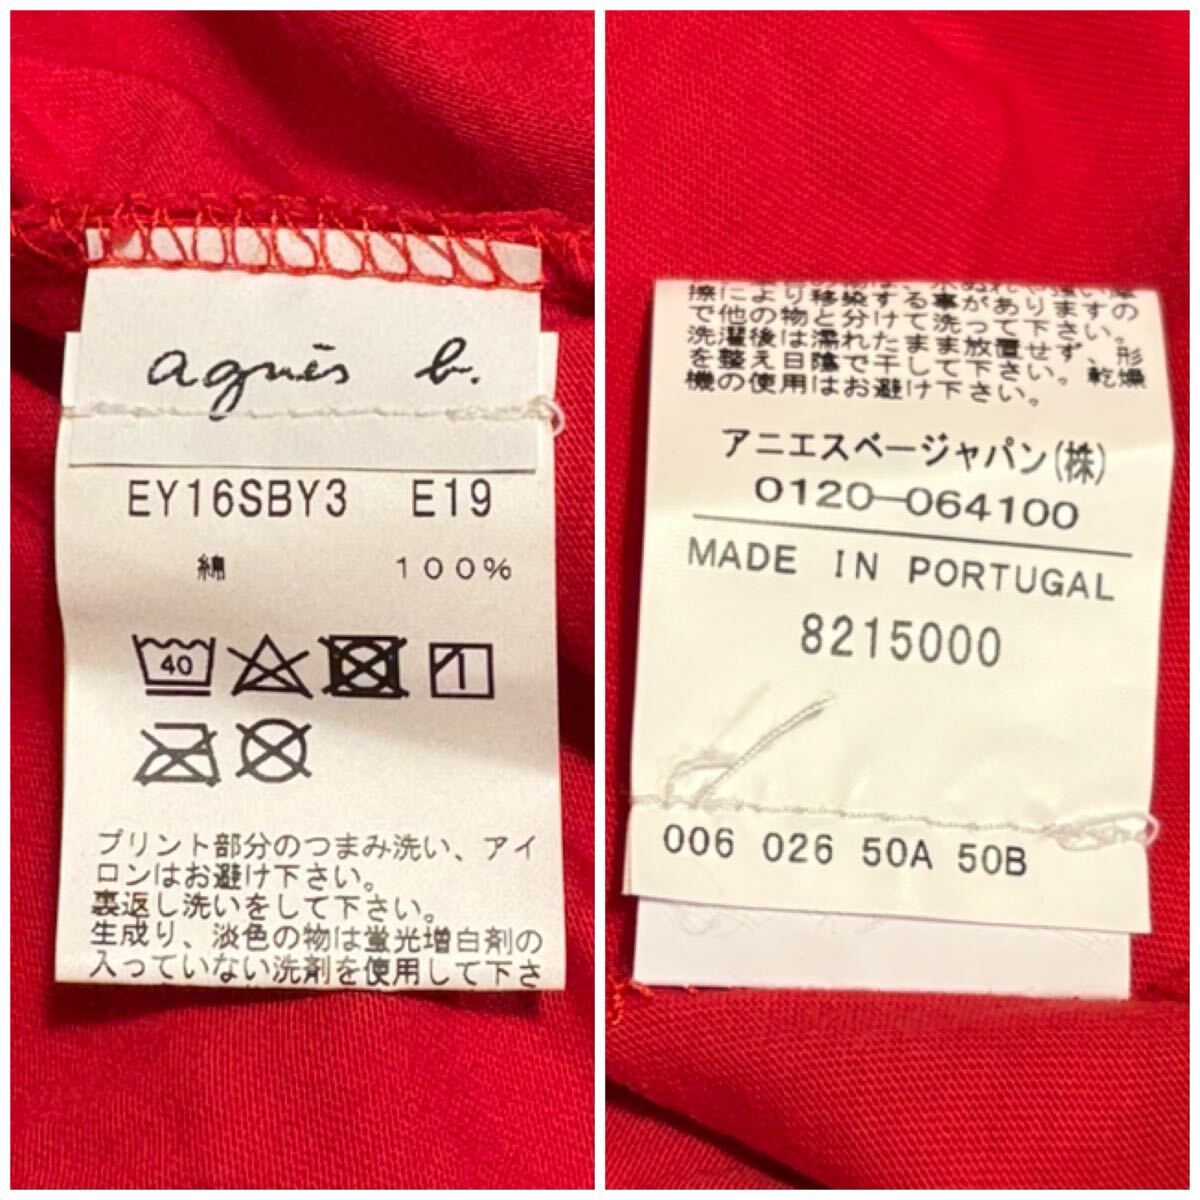 agnès b.
EY16SBY3 E19
綿 100%
40
1
プリント部分のつまみ洗い、アイ
ロンはお避け下さい。
裏返し洗いをして下さい。
生成り、淡色の物は蛍光増白剤の
入っていない洗剤を使用して下さ
擦により移染する事がありますの
で他の物と分けて洗って下さい。
洗濯後は濡れたまま放置せず、形
を整え日陰で干して下さい。乾燥
機の使用はお避け下さい。
アニエスベージャパン(株)
0120-064100
MADE IN PORTUGAL
8215000
006 026 50A 50B